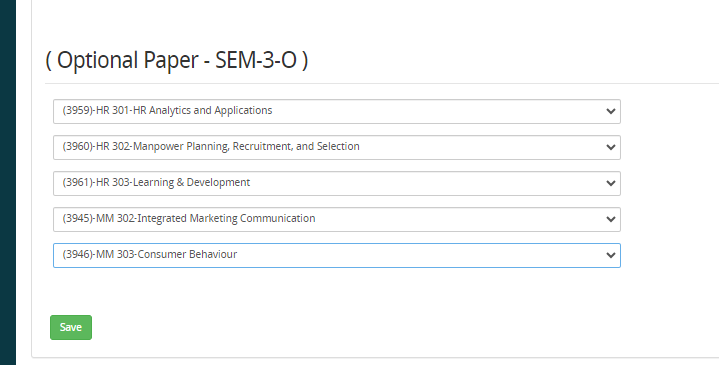 ( Optional Paper - SEM-3-O )
(3959)-HR 301-HR Analytics and Applications
(3960)-HR 302-Manpower Planning, Recruitment, and Selection
(3961)-HR 303-Learning & Development
(3945)-MM 302-Integrated Marketing Communication
(3946)-MM 303-Consumer Behaviour
Save